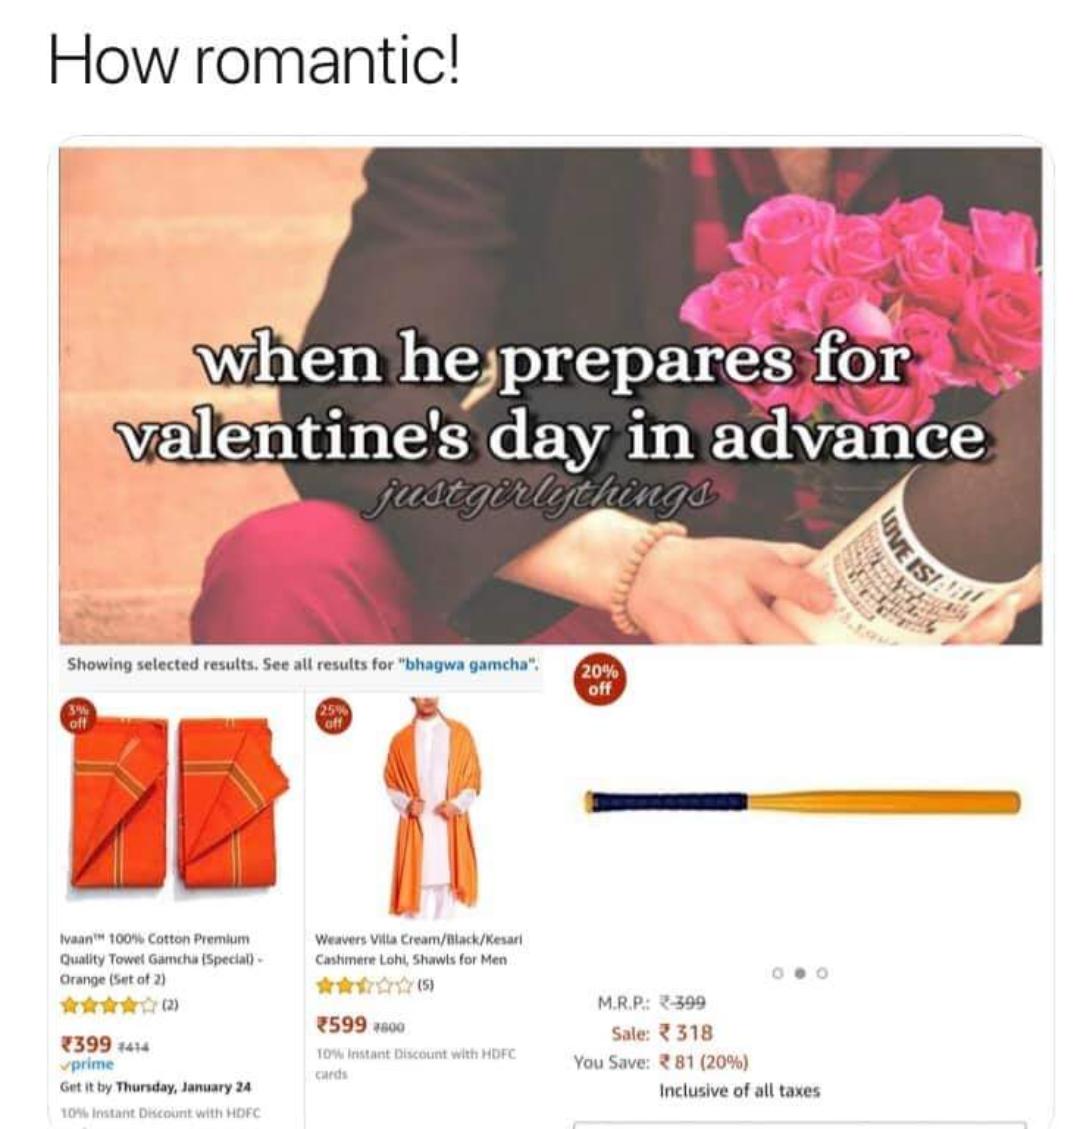 How romantic!
when he prepares for
valentine's day in advance
justgirlythings
LOVE IS!
Showing selected results. See all results for "bhagwa gamcha".
3%
off
Ivaan™ 100% Cotton Premium
Quality Towel Gamcha (Special) -
Orange (Set of 2)
(2)
₹399 ₹414
prime
Get it by Thursday, January 24
10% Instant Discount with HDFC
25%
off
Weavers Villa Cream/Black/Kesari
Cashmere Lohi, Shawls for Men
(5)
₹599 ₹800
10% Instant Discount with HDFC
cards
20%
off
M.R.P.: ₹ 399
Sale: ₹ 318
You Save: ₹ 81 (20%)
Inclusive of all taxes